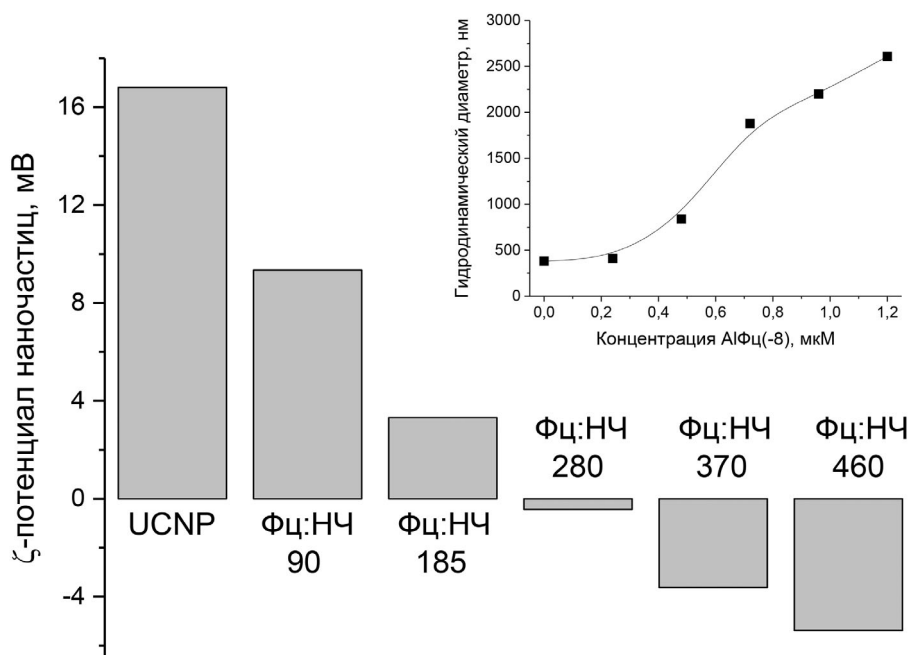 ζ-потенциал наночастиц, мВ
16
12
8
4
0
-4
UCNP
Фц:НЧ
90
Фц:НЧ
185
Фц:НЧ
280
Фц:НЧ
370
Фц:НЧ
460
Гидродинамический диаметр, нм
3000
2500
2000
1500
1000
500
0
0,0 0,2 0,4 0,6 0,8 1,0 1,2
Концентрация AlФц(-8), мкМ